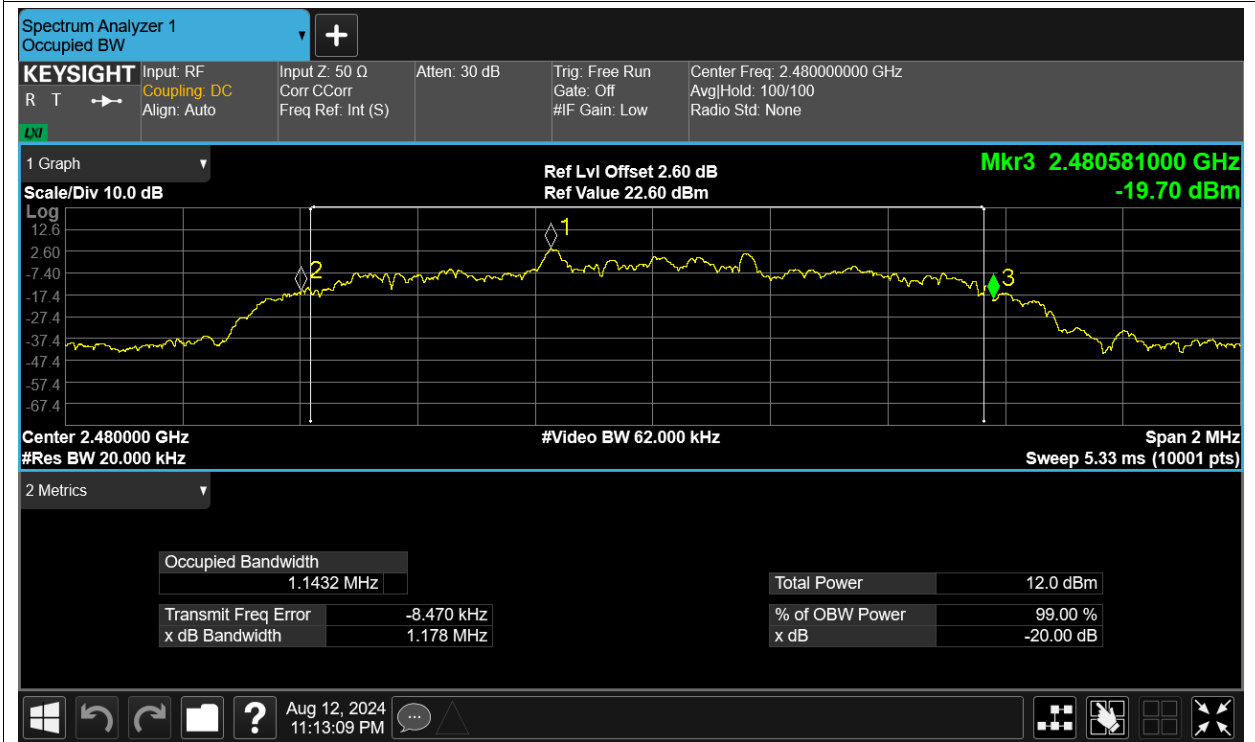 Spectrum Analyzer 1
Occupied BW
KEYSIGHT
R T
LXI
Input: RF
Coupling: DC
Align: Auto
Input Z: 50 Ω
Corr CCorr
Freq Ref: Int (S)
Atten: 30 dB
Trig: Free Run
Gate: Off
#IF Gain: Low
Center Freq: 2.480000000 GHz
Avg|Hold: 100/100
Radio Std: None
1 Graph
Scale/Div 10.0 dB
Ref Lvl Offset 2.60 dB
Ref Value 22.60 dBm
Mkr3 2.480581000 GHz
-19.70 dBm
Log
12.6
2.60
-7.40
-17.4
-27.4
-37.4
-47.4
-57.4
-67.4
1
2
3
Center 2.480000 GHz
#Video BW 62.000 kHz
Span 2 MHz
#Res BW 20.000 kHz
Sweep 5.33 ms (10001 pts)
2 Metrics
Occupied Bandwidth
1.1432 MHz
Total Power 12.0 dBm
Transmit Freq Error -8.470 kHz
% of OBW Power 99.00 %
x dB Bandwidth 1.178 MHz
x dB -20.00 dB
?
Aug 12, 2024
11:13:09 PM